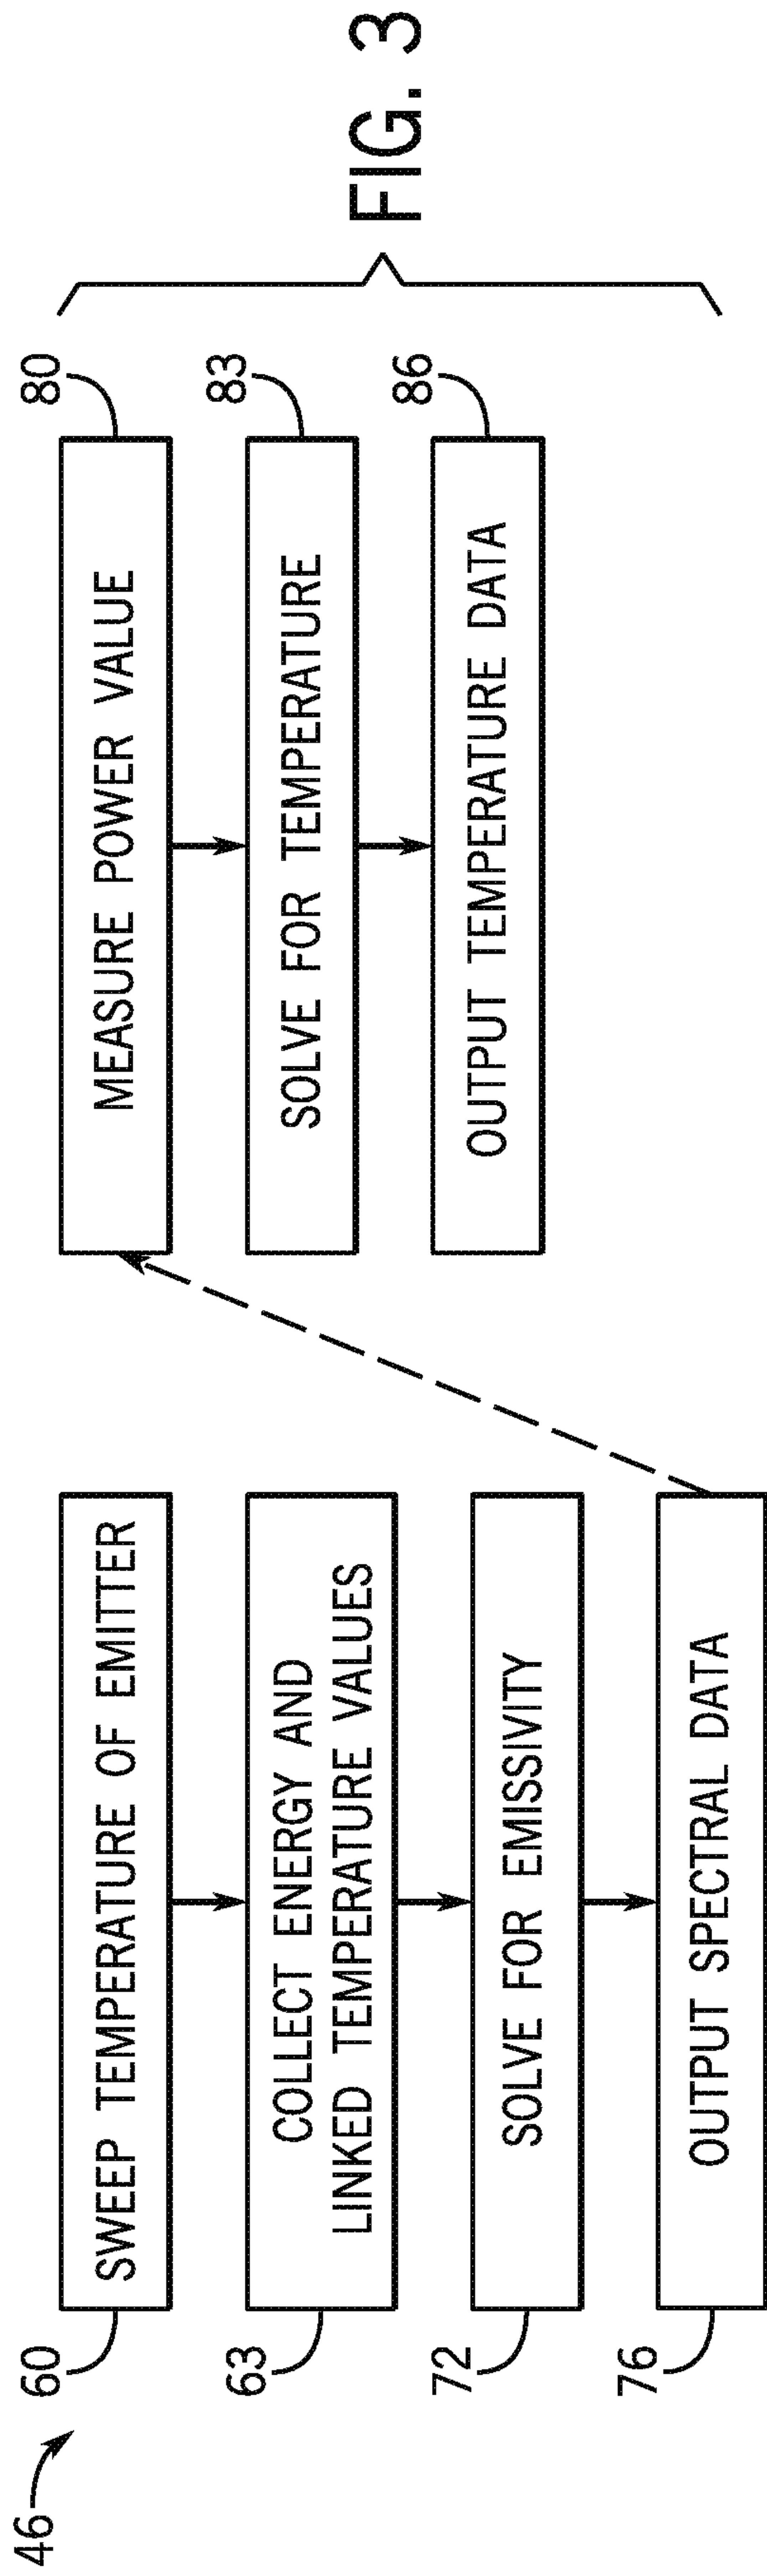 46
60
SWEEP TEMPERATURE OF EMITTER
63
COLLECT ENERGY AND
LINKED TEMPERATURE VALUES
72
SOLVE FOR EMISSIVITY
76
OUTPUT SPECTRAL DATA
80
MEASURE POWER VALUE
83
SOLVE FOR TEMPERATURE
86
OUTPUT TEMPERATURE DATA
FIG. 3